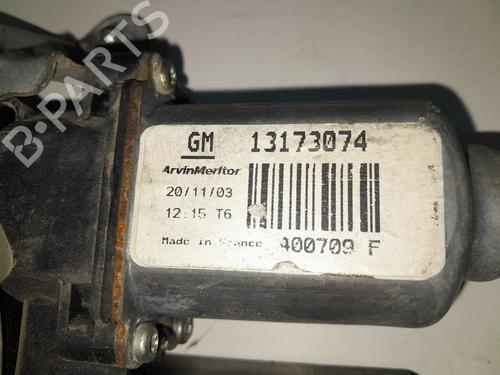 B-PARTS
GM 13173074
ArvinMeritor
20/11/03
12:15 T6
Made in France 400709 F